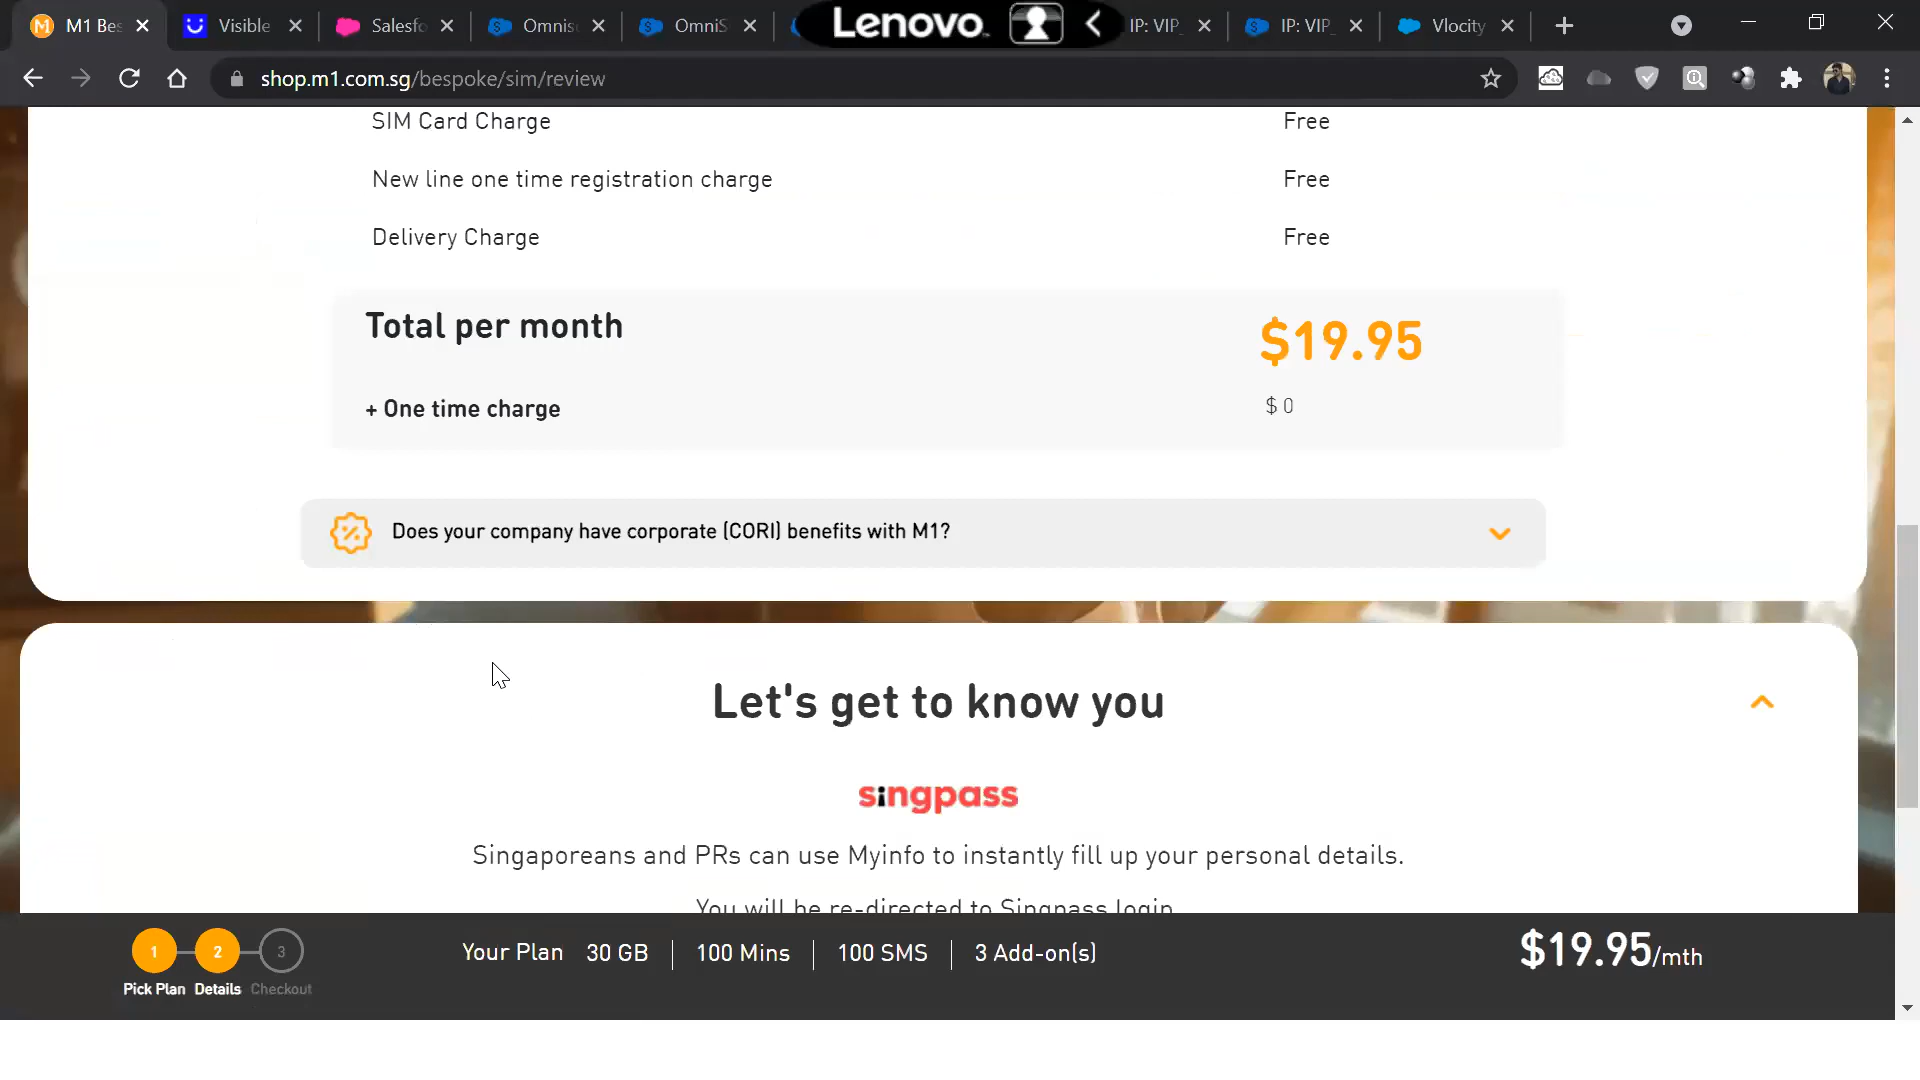 M1 Bes
Visible
Salesfo
Omnis
OmniS
Lenovo
IP: VIP_
IP: VIP_
Vlocity
shop.m1.com.sg/bespoke/sim/review
SIM Card Charge Free
New line one time registration charge Free
Delivery Charge Free
Total per month $19.95
+ One time charge $ 0
Does your company have corporate (CORI) benefits with M1?
Let's get to know you
singpass
Singaporeans and PRs can use Myinfo to instantly fill up your personal details.
You will be re-directed to Singpass login
1 2 3
Pick Plan Details Checkout
Your Plan 30 GB 100 Mins 100 SMS 3 Add-on(s)
$19.95/mth